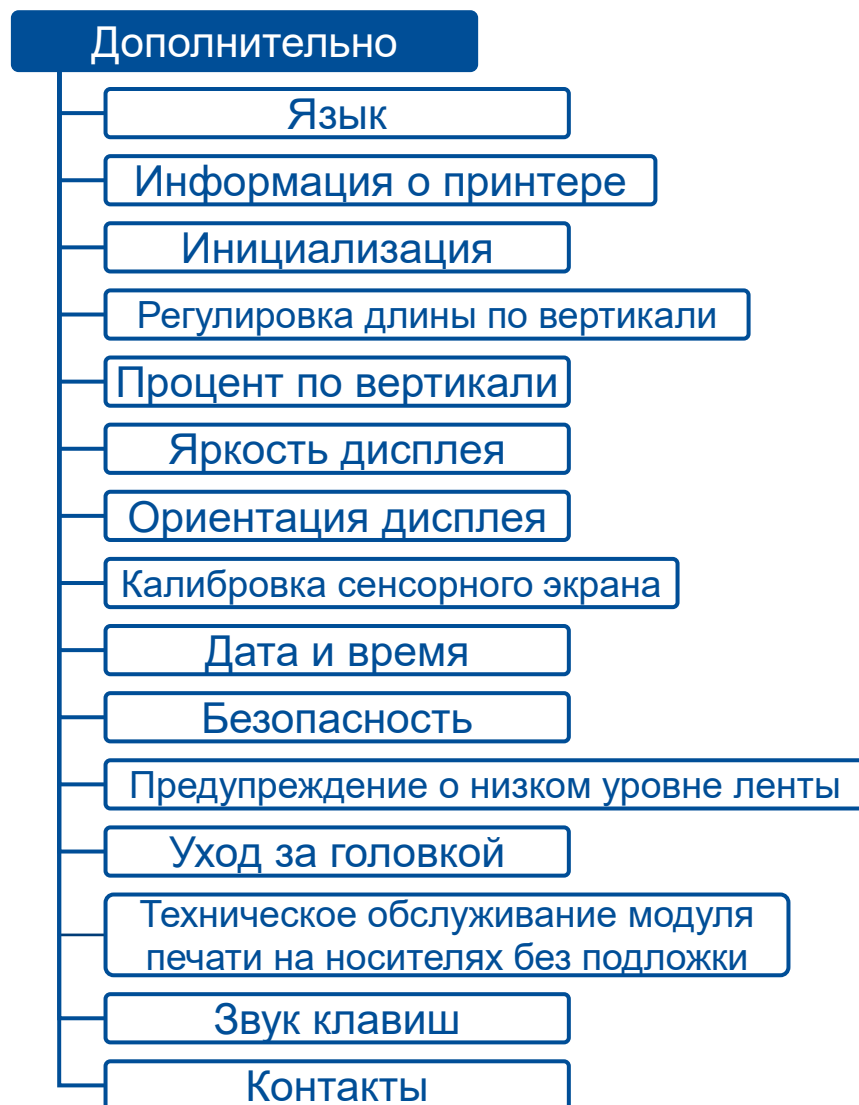 Дополнительно
Язык
Информация о принтере
Инициализация
Регулировка длины по вертикали
Процент по вертикали
Яркость дисплея
Ориентация дисплея
Калибровка сенсорного экрана
Дата и время
Безопасность
Предупреждение о низком уровне ленты
Уход за головкой
Техническое обслуживание модуля
печати на носителях без подложки
Звук клавиш
Контакты